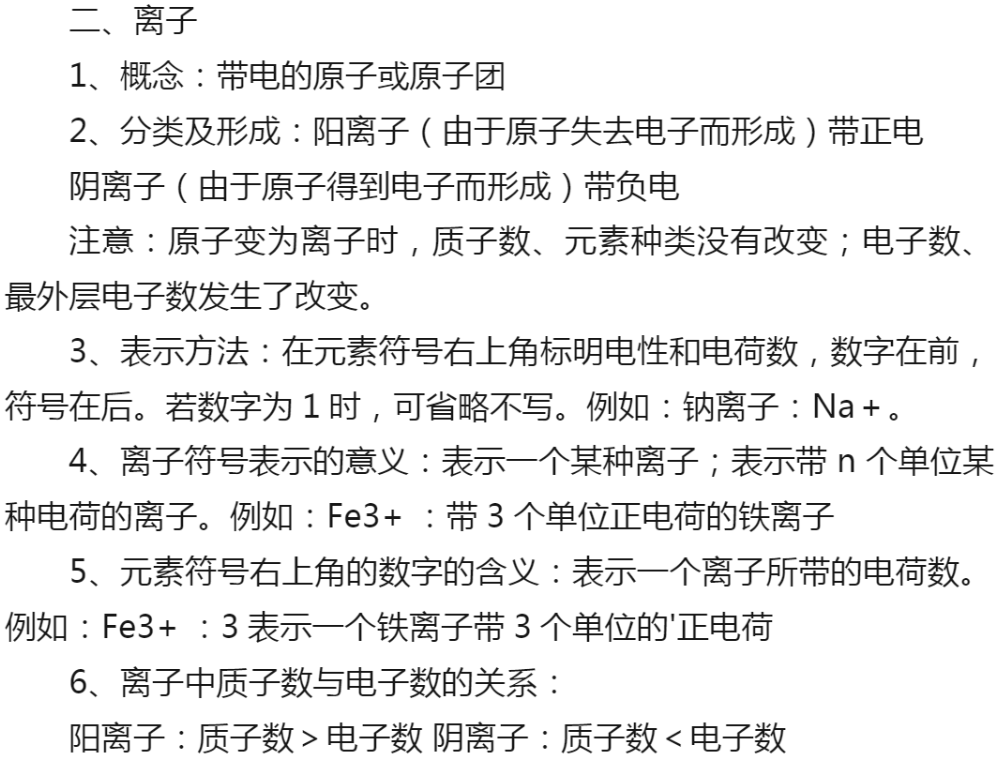 二、离子
1、概念：带电的原子或原子团
2、分类及形成：阳离子（由于原子失去电子而形成）带正电
阴离子（由于原子得到电子而形成）带负电
注意：原子变为离子时，质子数、元素种类没有改变；电子数、
最外层电子数发生了改变。
3、表示方法：在元素符号右上角标明电性和电荷数，数字在前，
符号在后。若数字为1时，可省略不写。例如：钠离子：Na＋。
4、离子符号表示的意义：表示一个某种离子；表示带 n 个单位某
种电荷的离子。例如：Fe3+ ：带 3 个单位正电荷的铁离子
5、元素符号右上角的数字的含义：表示一个离子所带的电荷数。
例如：Fe3+ ：3 表示一个铁离子带 3 个单位的'正电荷
6、离子中质子数与电子数的关系：
阳离子：质子数＞电子数 阴离子：质子数＜电子数